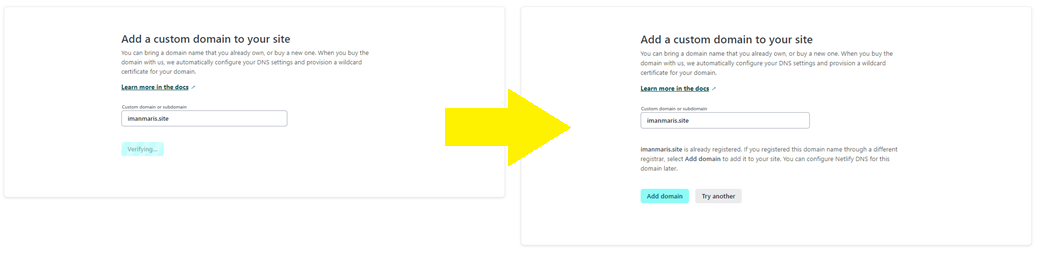 Add a custom domain to your site
You can bring a domain name that you already own, or buy a new one. When you buy the
domain with us, we automatically configure your DNS settings and provision a wildcard
certificate for your domain.
Learn more in the docs
Custom domain or subdomain
imanmaris.site
Verifying...
Add a custom domain to your site
You can bring a domain name that you already own, or buy a new one. When you buy the
domain with us, we automatically configure your DNS settings and provision a wildcard
certificate for your domain.
Learn more in the docs
Custom domain or subdomain
imanmaris.site
imanmaris.site is already registered. If you registered this domain name through a different
registrar, select Add domain to add it to your site. You can configure Netlify DNS for this
domain later.
Add domain
Try another